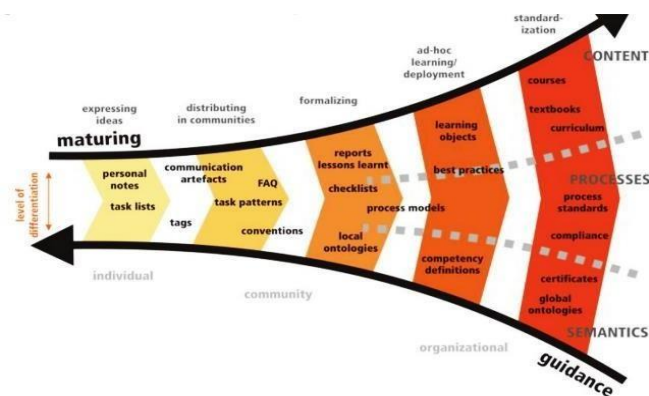 standard-
ization
CONTENT
ad-hoc
learning/
deployment
courses
expressing
ideas
distributing
in communities
formalizing
textbooks
learning
objects
curriculum
maturing
reports
lessons learnt
communication
artefacts
personal
notes
FAQ
best practices
checklists
PROCESSES
level of
differentiation
task lists
task patterns
process models
process
standards
tags
conventions
local
ontologies
compliance
competency
definitions
individual
certificates
community
global
ontologies
SEMANTICS
organizational
guidance